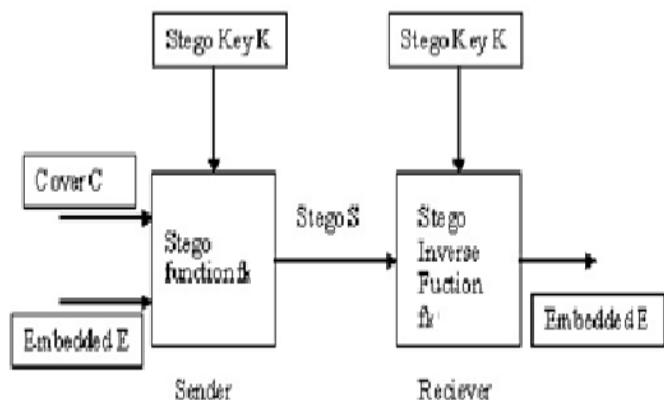 Stego Key K
Stego Key K
Cover C
Stego
function fk
Stego S
Stego
Inverse
Fuction
fk
Embedded E
Embedded E
Sender
Reciever